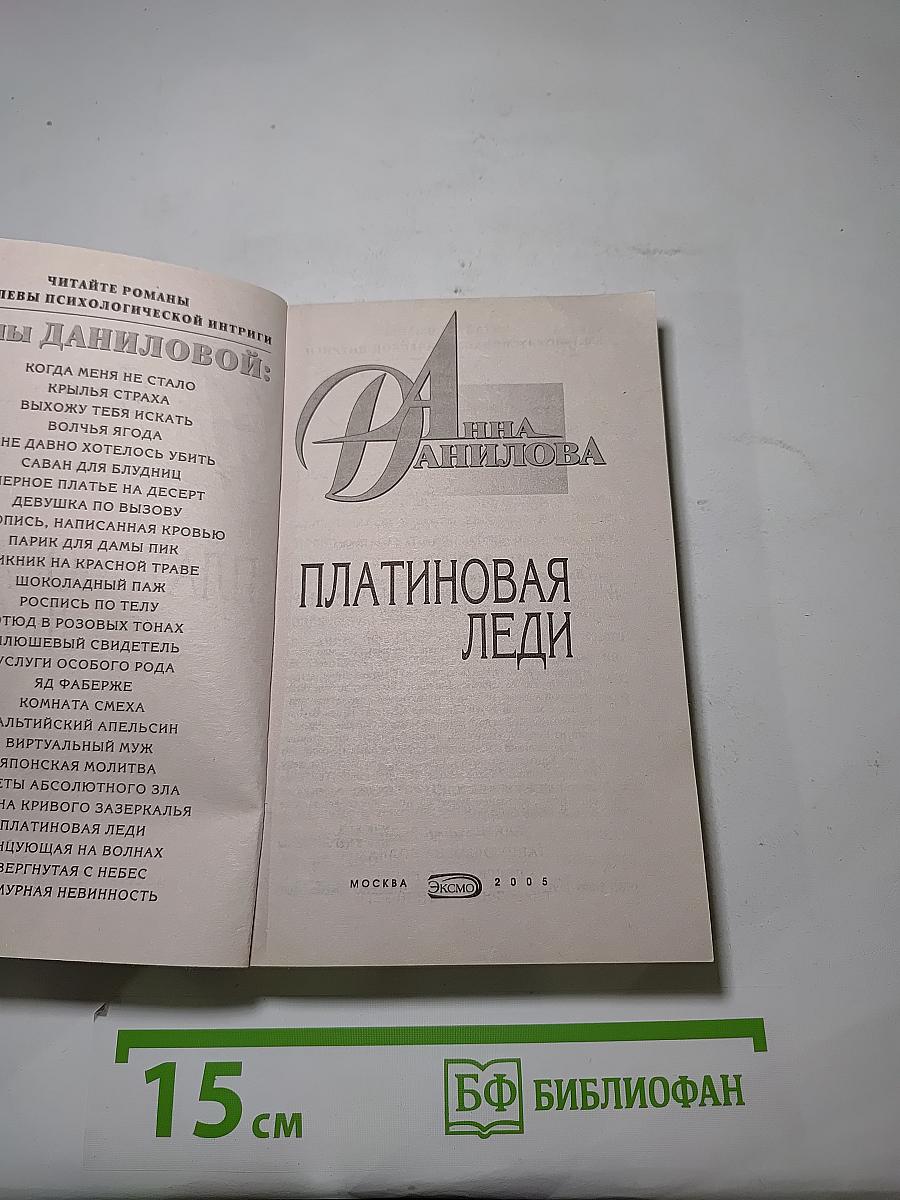 ЧИТАЙТЕ РОМАНЫ
ПСИХОЛОГИЧЕСКОЙ ИНТРИГИ
ДАНИЛОВОЙ:
КОГДА МЕНЯ НЕ СТАЛО
КРЫЛЬЯ СТРАХА
ВЫХОЖУ ТЕБЯ ИСКАТЬ
ВОЛЧЬЯ ЯГОДА
ДАВНО ХОТЕЛОСЬ УБИТЬ
САВАН ДЛЯ БЛУДНИЦ
ПЛАТЬЕ НА ДЕСЕРТ
ДЕВУШКА ПО ВЫЗОВУ
НАПИСАННАЯ КРОВЬЮ
ПАРИК ДЛЯ ДАМЫ ПИК
НА КРАСНОЙ ТРАВЕ
ШОКОЛАДНЫЙ ПАЖ
РОСПИСЬ ПО ТЕЛУ
В РОЗОВЫХ ТОНАХ
СВИДЕТЕЛЬ
УСЛУГИ ОСОБОГО РОДА
ЯД ФАБЕРЖЕ
КОМНАТА СМЕХА
АПЕЛЬСИН
ВИРТУАЛЬНЫЙ МУЖ
ЯПОНСКАЯ МОЛИТВА
АБСОЛЮТНОГО ЗЛА
КРИВОГО ЗАЗЕРКАЛЬЯ
ПЛАТИНОВАЯ ЛЕДИ
НА ВОЛНАХ
С НЕБЕС
НЕВИННОСТЬ
АННА
ДАНИЛОВА
ПЛАТИНОВАЯ
ЛЕДИ
МОСКВА ЭКСМО 2005
15 см
БФ БИБЛИОФАН